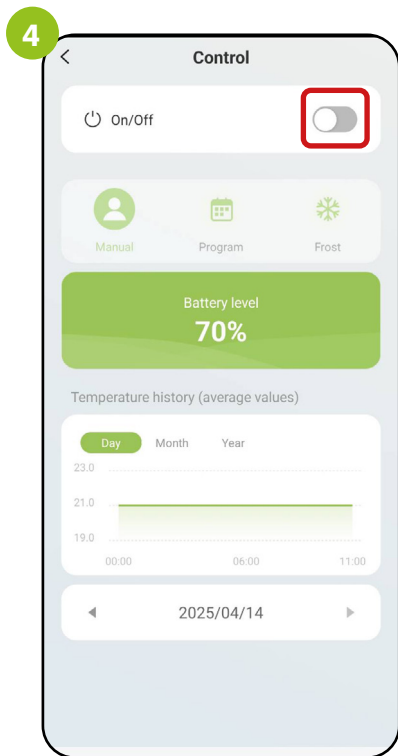 4
Control
On/Off
Manual Program Frost
Battery level
70%
Temperature history (average values)
Day Month Year
23.0
21.0
19.0
00:00 06:00 11:00
2025/04/14